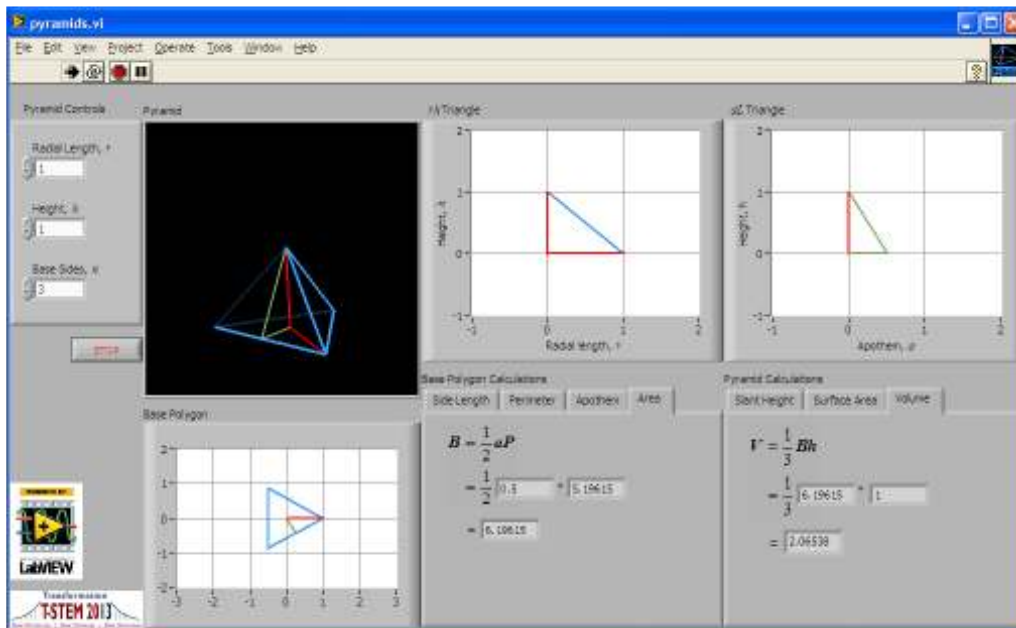 pyramids.vi
File Edit View Project Operate Tools Window Help
Pyramid Controls
Radial Length, r
1
Height, h
1
Base Sides, n
3
STOP
Pyramid
rh Triangle
2
1
0
-1
Height, h
-1 0 1 2
Radial length, r
Triangle
2
1
0
-1
Height, h
-1 0 1 2
Apothem, a
Base Polygon
2
1
0
-1
-2
-3 -2 -1 0 1 2 3
Base Polygon Calculations
Side Length Perimeter Apothem Area
B = 1/2 aP
= 1/2 0.5 * 5.19615
= 6.19615
Pyramid Calculations
Slant Height Surface Area Volume
V = 1/3 Bh
= 1/3 6.19615 * 1
= 2.06538
POWERED BY
LabVIEW
Transformation
T-STEM 2013